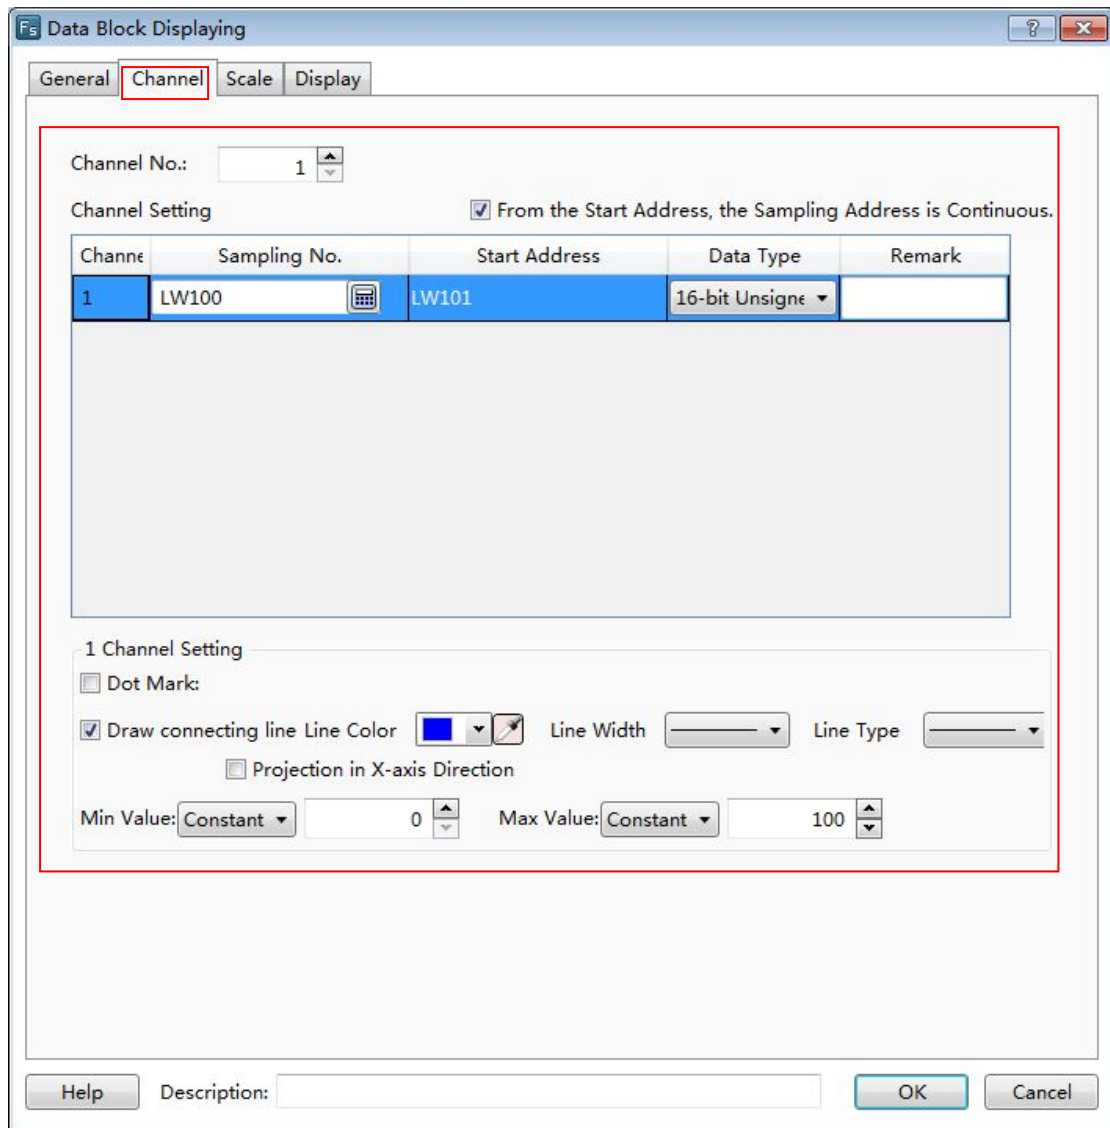 Fs Data Block Displaying
General Channel Scale Display
Channel No.: 1
Channel Setting From the Start Address, the Sampling Address is Continuous.
Channe Sampling No. Start Address Data Type Remark
1 LW100 LW101 16-bit Unsigne
1 Channel Setting
Dot Mark:
Draw connecting line Line Color Line Width Line Type
Projection in X-axis Direction
Min Value: Constant 0 Max Value: Constant 100
Help Description: OK Cancel